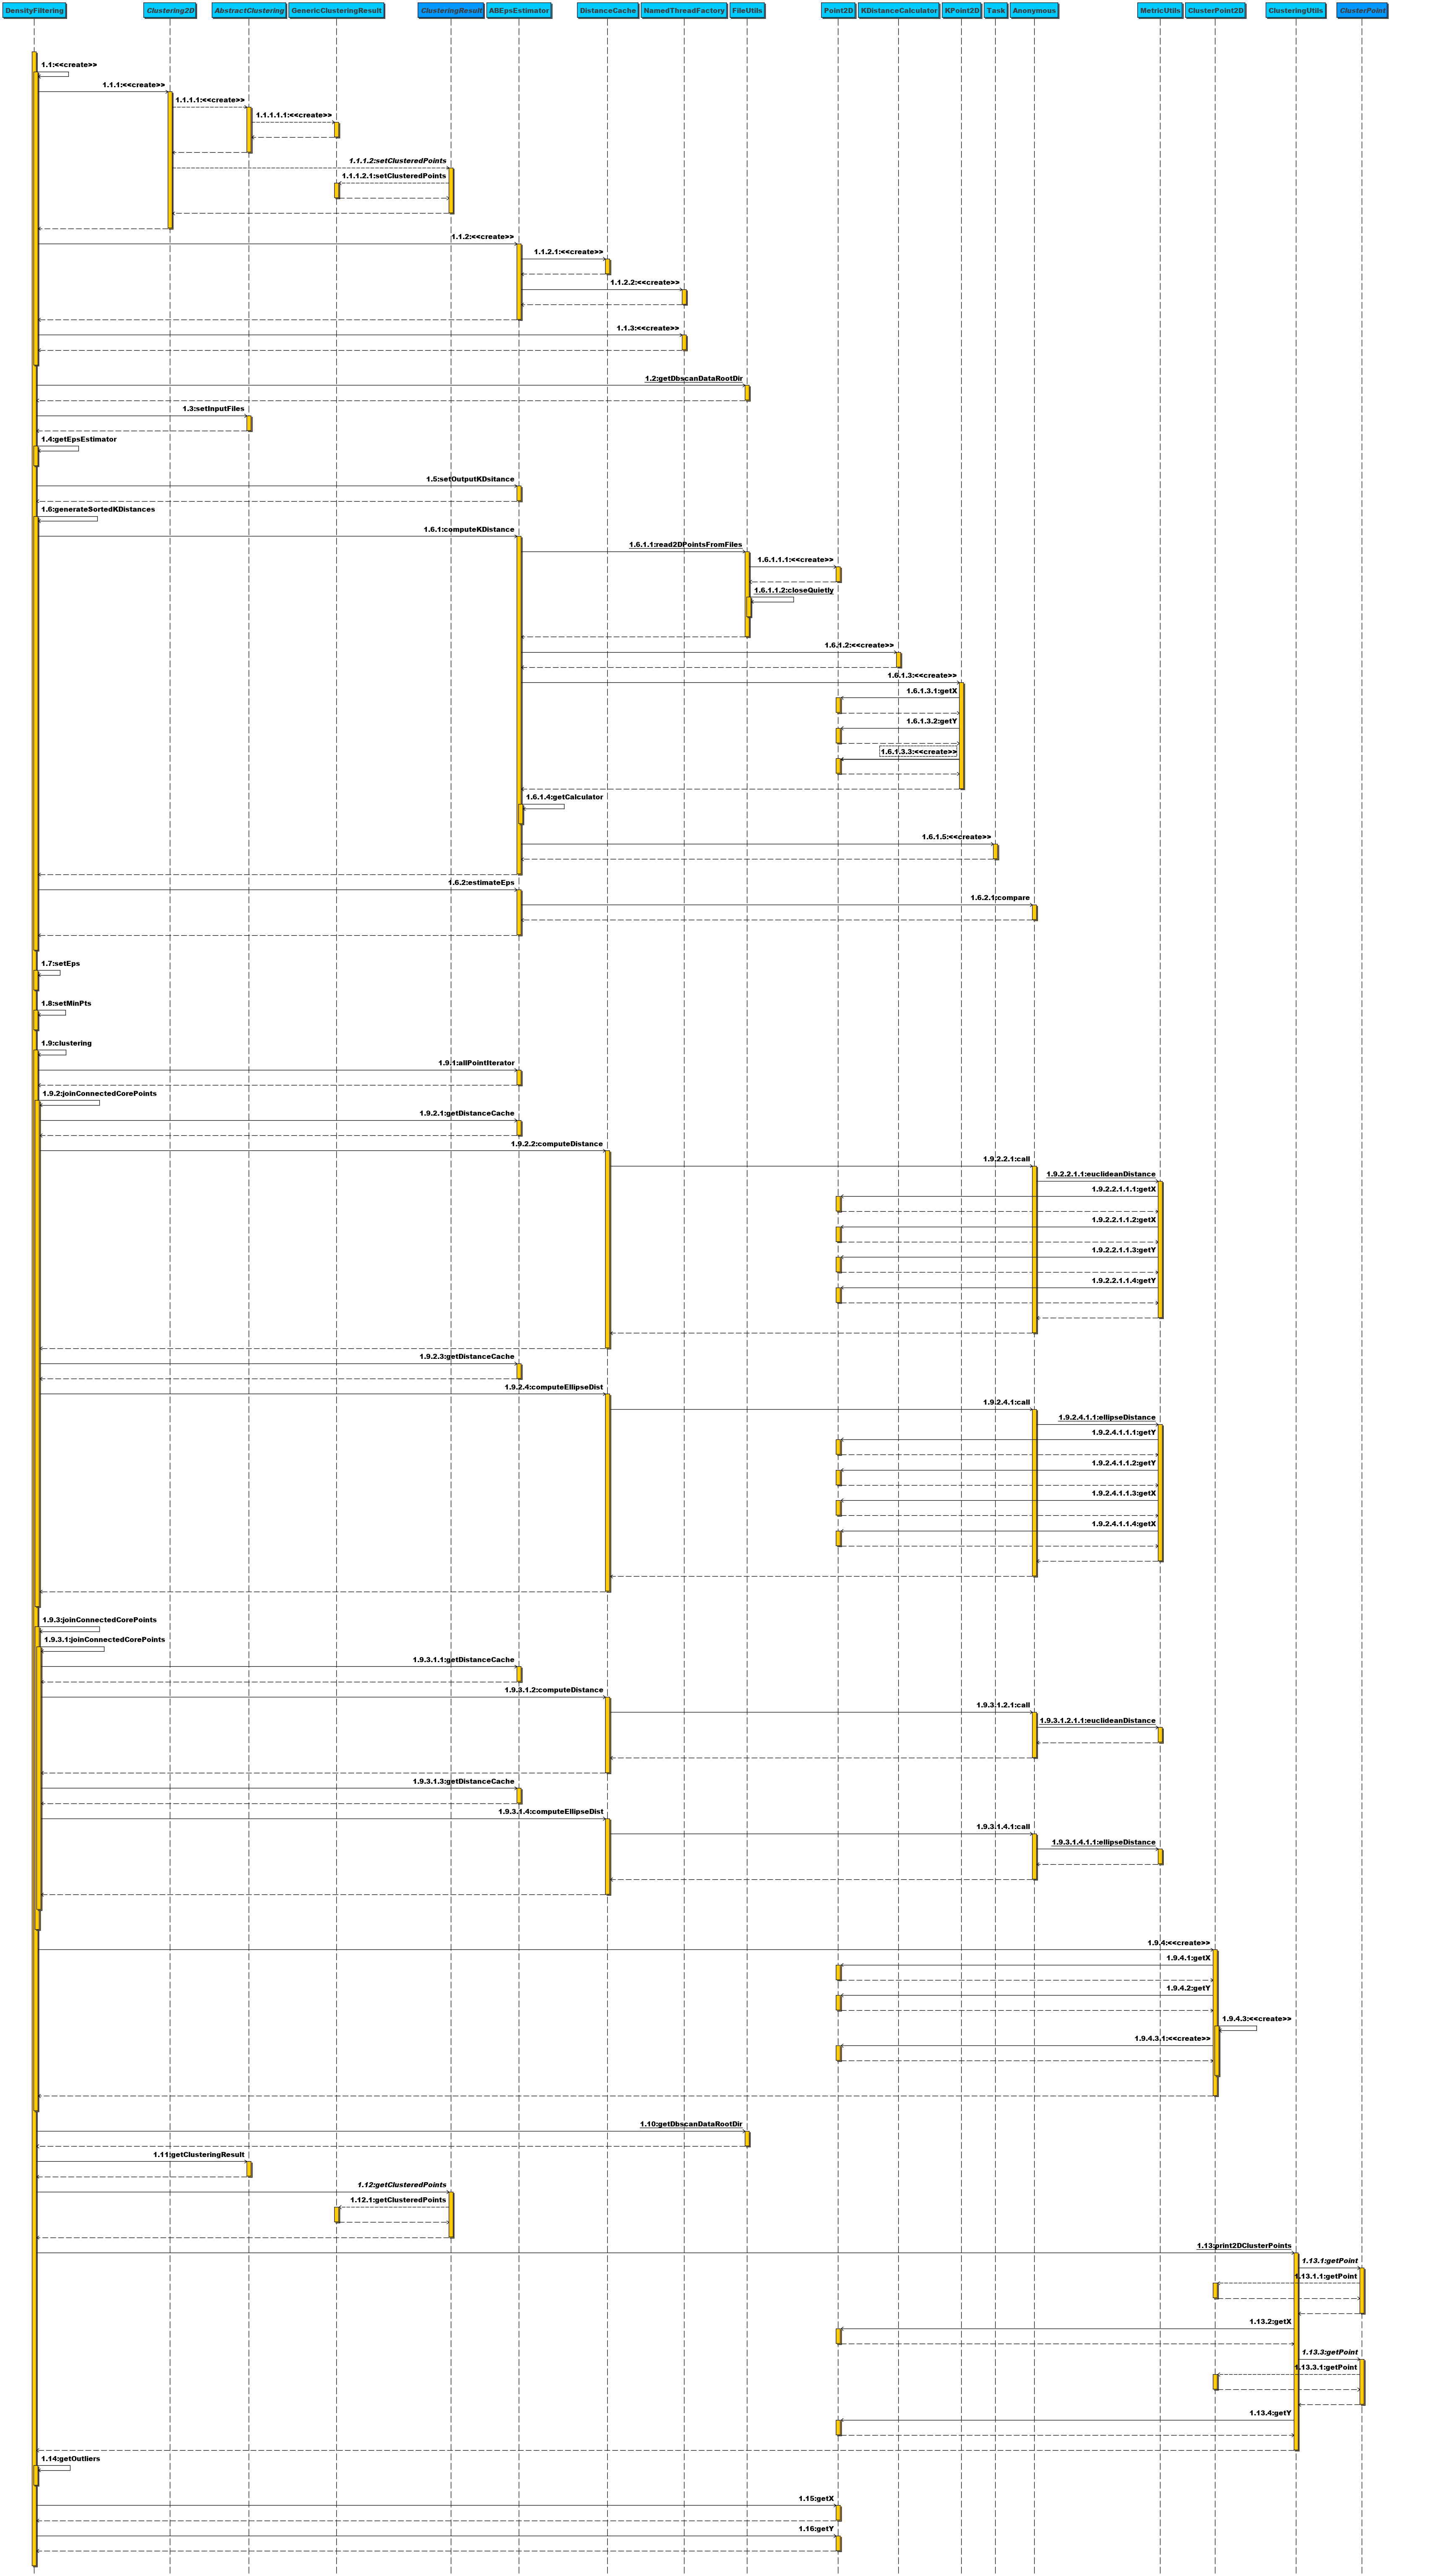 DensityFiltering
Clustering2D
AbstractClustering
GenericClusteringResult
ClusteringResult
ABEpsEstimator
DistanceCache
NamedThreadFactory
FileUtils
Point2D
KDistanceCalculator
KPoint2D
Task
Anonymous
MetricUtils
ClusterPoint2D
ClusteringUtils
ClusterPoint
1.1:<<create>>
1.1.1:<<create>>
1.1.1.1:<<create>>
1.1.1.1.1:<<create>>
1.1.1.2:setClusteredPoints
1.1.1.2.1:setClusteredPoints
1.1.2:<<create>>
1.1.2.1:<<create>>
1.1.2.2:<<create>>
1.1.3:<<create>>
1.2:getDbscanDataRootDir
1.3:setInputFiles
1.4:getEpsEstimator
1.5:setOutputKDsitance
1.6:generateSortedKDistances
1.6.1:computeKDistance
1.6.1.1:read2DPointsFromFiles
1.6.1.1.1:<<create>>
1.6.1.1.2:closeQuietly
1.6.1.2:<<create>>
1.6.1.3:<<create>>
1.6.1.3.1:getX
1.6.1.3.2:getY
1.6.1.3.3:<<create>>
1.6.1.4:getCalculator
1.6.1.5:<<create>>
1.6.2:estimateEps
1.6.2.1:compare
1.7:setEps
1.8:setMinPts
1.9:clustering
1.9.1:allPointIterator
1.9.2:joinConnectedCorePoints
1.9.2.1:getDistanceCache
1.9.2.2:computeDistance
1.9.2.2.1:call
1.9.2.2.1.1:euclideanDistance
1.9.2.2.1.1.1:getX
1.9.2.2.1.1.2:getX
1.9.2.2.1.1.3:getY
1.9.2.2.1.1.4:getY
1.9.2.3:getDistanceCache
1.9.2.4:computeEllipseDist
1.9.2.4.1:call
1.9.2.4.1.1:ellipseDistance
1.9.2.4.1.1.1:getY
1.9.2.4.1.1.2:getY
1.9.2.4.1.1.3:getX
1.9.2.4.1.1.4:getX
1.9.3:joinConnectedCorePoints
1.9.3.1:joinConnectedCorePoints
1.9.3.1.1:getDistanceCache
1.9.3.1.2:computeDistance
1.9.3.1.2.1:call
1.9.3.1.2.1.1:euclideanDistance
1.9.3.1.3:getDistanceCache
1.9.3.1.4:computeEllipseDist
1.9.3.1.4.1:call
1.9.3.1.4.1.1:ellipseDistance
1.9.4:<<create>>
1.9.4.1:getX
1.9.4.2:getY
1.9.4.3:<<create>>
1.9.4.3.1:<<create>>
1.10:getDbscanDataRootDir
1.11:getClusteringResult
1.12:getClusteredPoints
1.12.1:getClusteredPoints
1.13:print2DClusterPoints
1.13.1:getPoint
1.13.1.1:getPoint
1.13.2:getX
1.13.3:getPoint
1.13.3.1:getPoint
1.13.4:getY
1.14:getOutliers
1.15:getX
1.16:getY